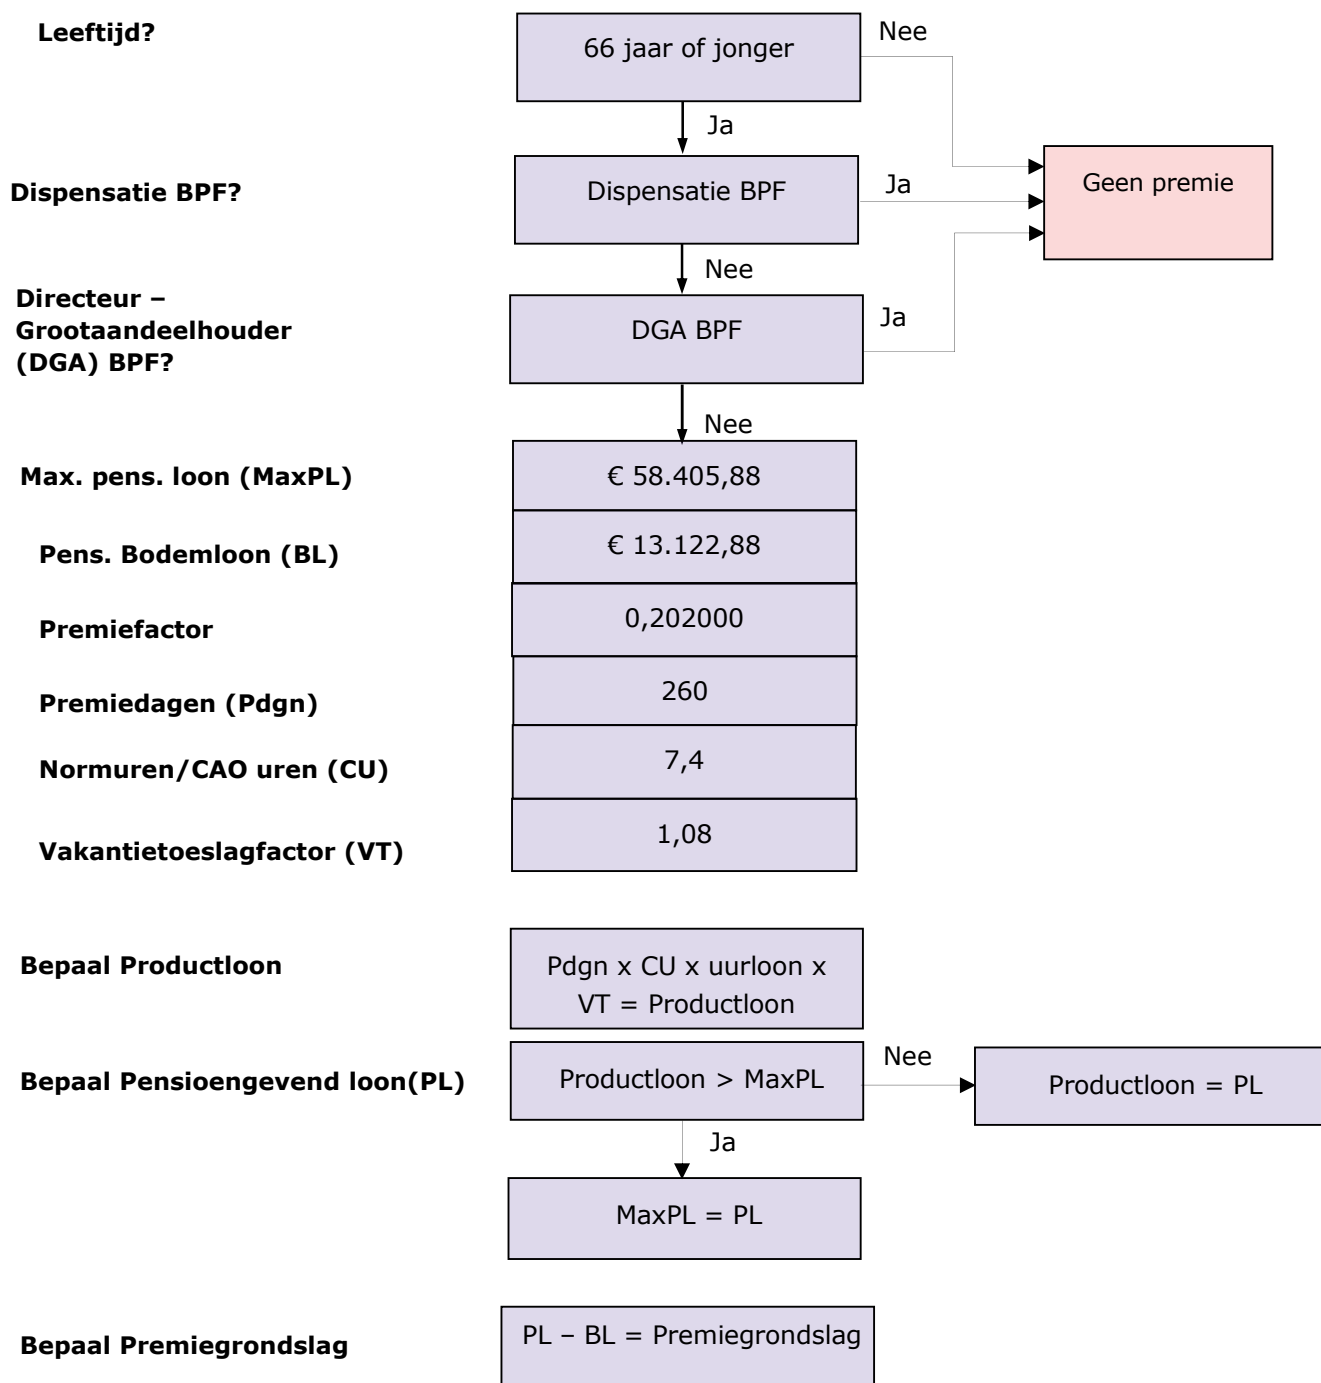 Leeftijd?
66 jaar of jonger
Nee
Ja
Dispensatie BPF?
Dispensatie BPF
Ja
Geen premie
Nee
Directeur –
Grootaandeelhouder
(DGA) BPF?
DGA BPF
Ja
Nee
Max. pens. loon (MaxPL)
€ 58.405,88
Pens. Bodemloon (BL)
€ 13.122,88
Premiefactor
0,202000
Premiedagen (Pdgn)
260
Normuren/CAO uren (CU)
7,4
Vakantietoeslagfactor (VT)
1,08
Bepaal Productloon
Pdgn x CU x uurloon x
VT = Productloon
Bepaal Pensioengevend loon(PL)
Productloon > MaxPL
Nee
Productloon = PL
Ja
MaxPL = PL
Bepaal Premiegrondslag
PL – BL = Premiegrondslag